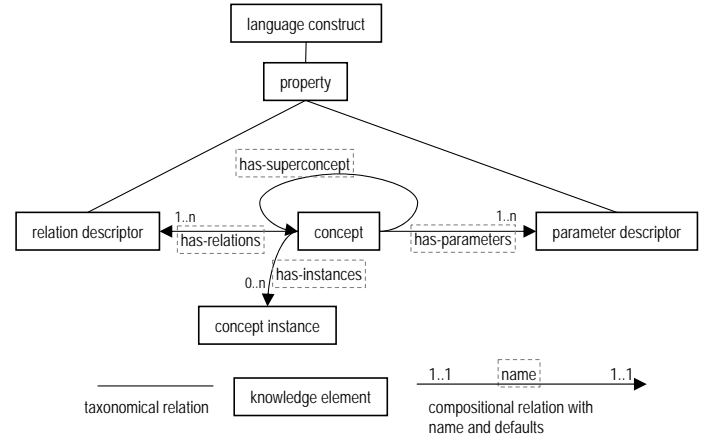 language construct
property
has-superconcept
relation descriptor
1..n
has-relations
concept
1..n
has-parameters
parameter descriptor
has-instances
0..n
concept instance
taxonomical relation
knowledge element
1..1
name
1..1
compositional relation with
name and defaults